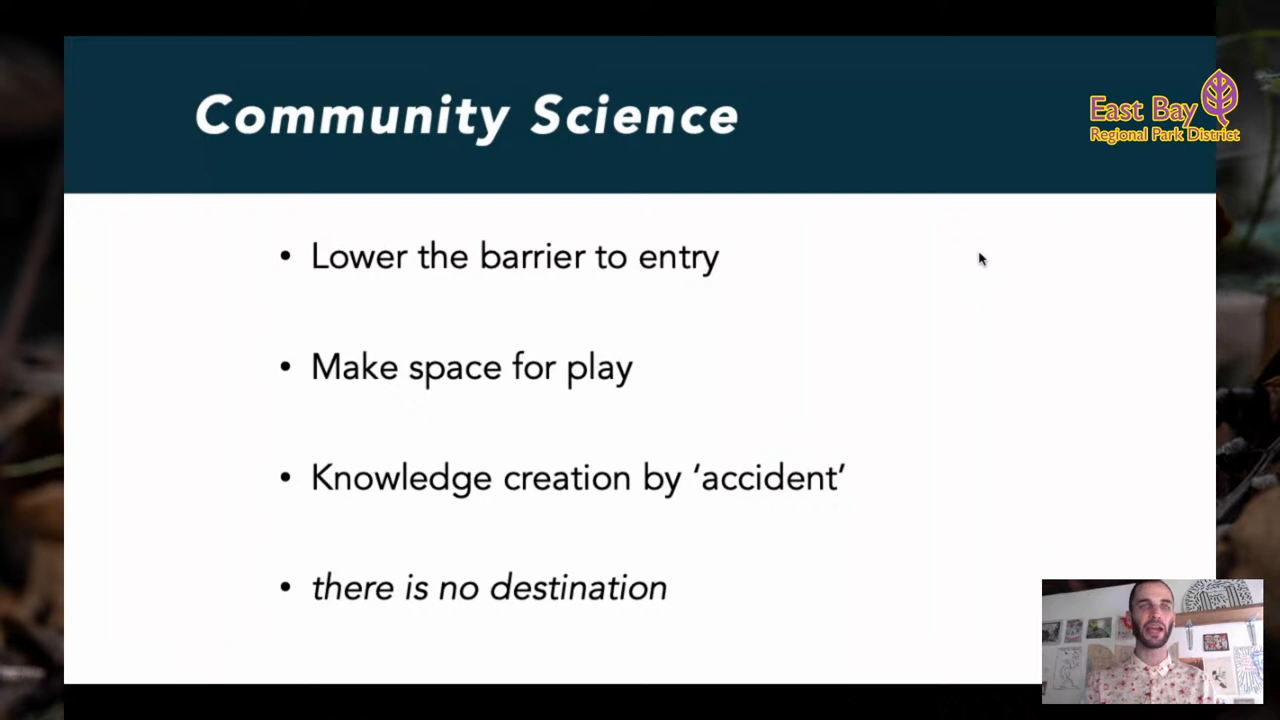 Community Science
East Bay
Regional Park District
• Lower the barrier to entry
• Make space for play
• Knowledge creation by ‘accident’
• there is no destination